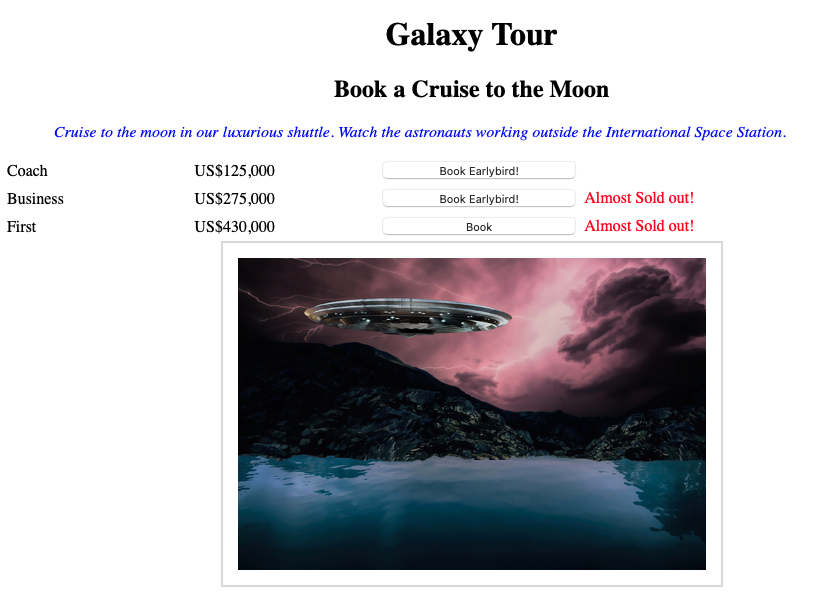 Galaxy Tour
Book a Cruise to the Moon
Cruise to the moon in our luxurious shuttle. Watch the astronauts working outside the International Space Station.
Coach US$125,000 Book Earlybird!
Business US$275,000 Book Earlybird! Almost Sold out!
First US$430,000 Book Almost Sold out!